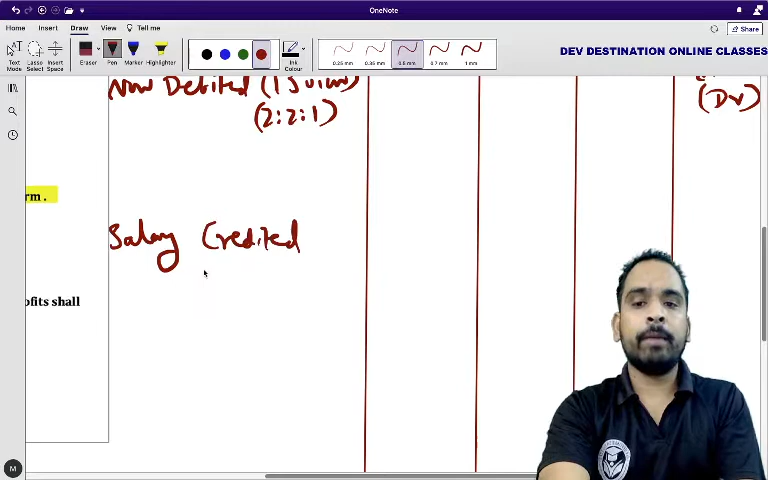 OneNote
Home Insert Draw View Tell me
Share
Text Mode
Lasso Select
Insert Space
Eraser
Pen
Marker
Highlighter
Ink Colour
0.25 mm
0.35 mm
0.5 mm
0.7 mm
1 mm
DEV DESTINATION ONLINE CLASSES
Now Debited
(2:2:1)
(Dr)
rm .
Salary Credited
ofits shall
M